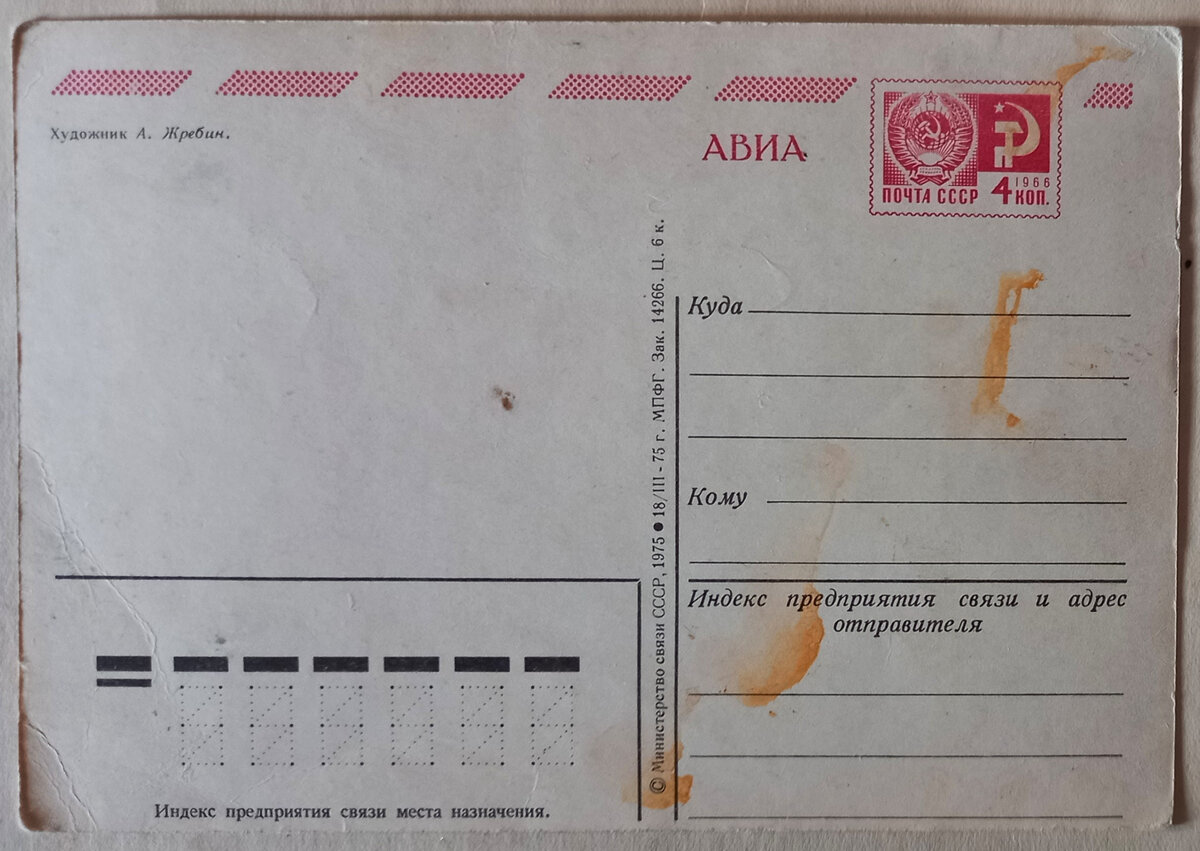 Художник А. Жребин.
АВИА
1966
ПОЧТА СССР 4 КОП.
© Министерство связи СССР, 1975 ● 18/III - 75 г. МПФГ. Зак. 14266. Ц. 6 к.
Куда
Кому
Индекс предприятия связи и адрес
отправителя
Индекс предприятия связи места назначения.